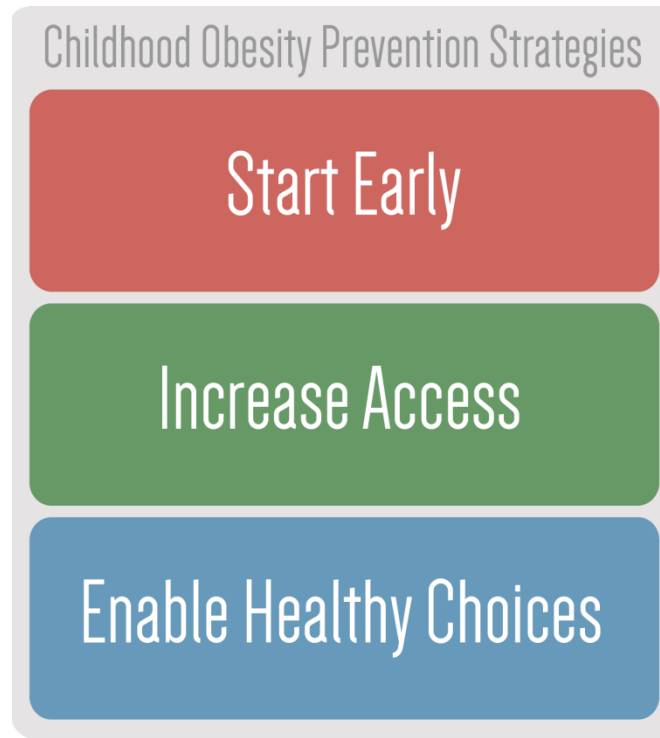 Childhood Obesity Prevention Strategies
Start Early
Increase Access
Enable Healthy Choices